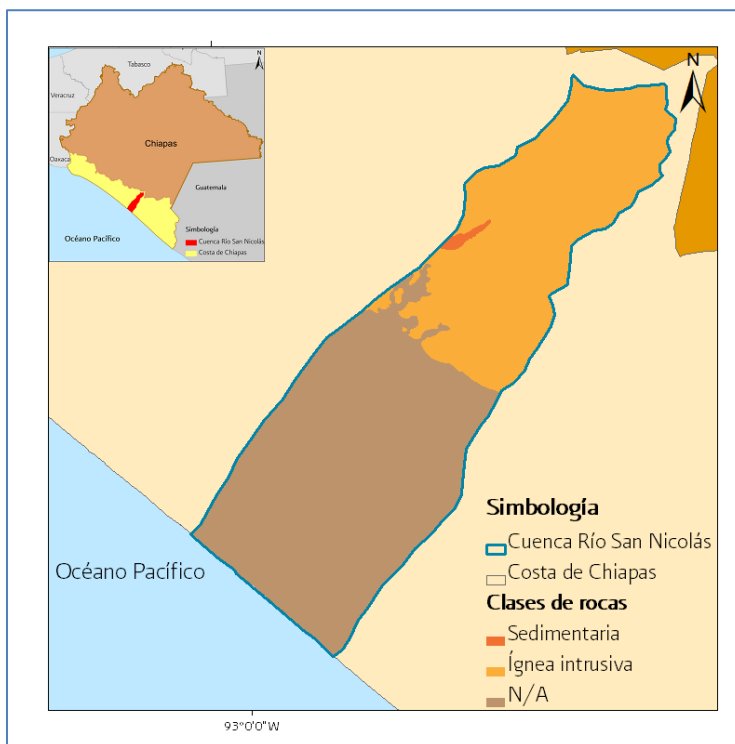 Tabasco
N
Veracruz
Chiapas
Oaxaca
Guatemala
Océano Pacífico
Simbología
Cuenca Río San Nicolás
Costa de Chiapas
N
Océano Pacífico
Simbología
Cuenca Río San Nicolás
Costa de Chiapas
Clases de rocas
Sedimentaria
Ígnea intrusiva
N/A
93°0'0"W